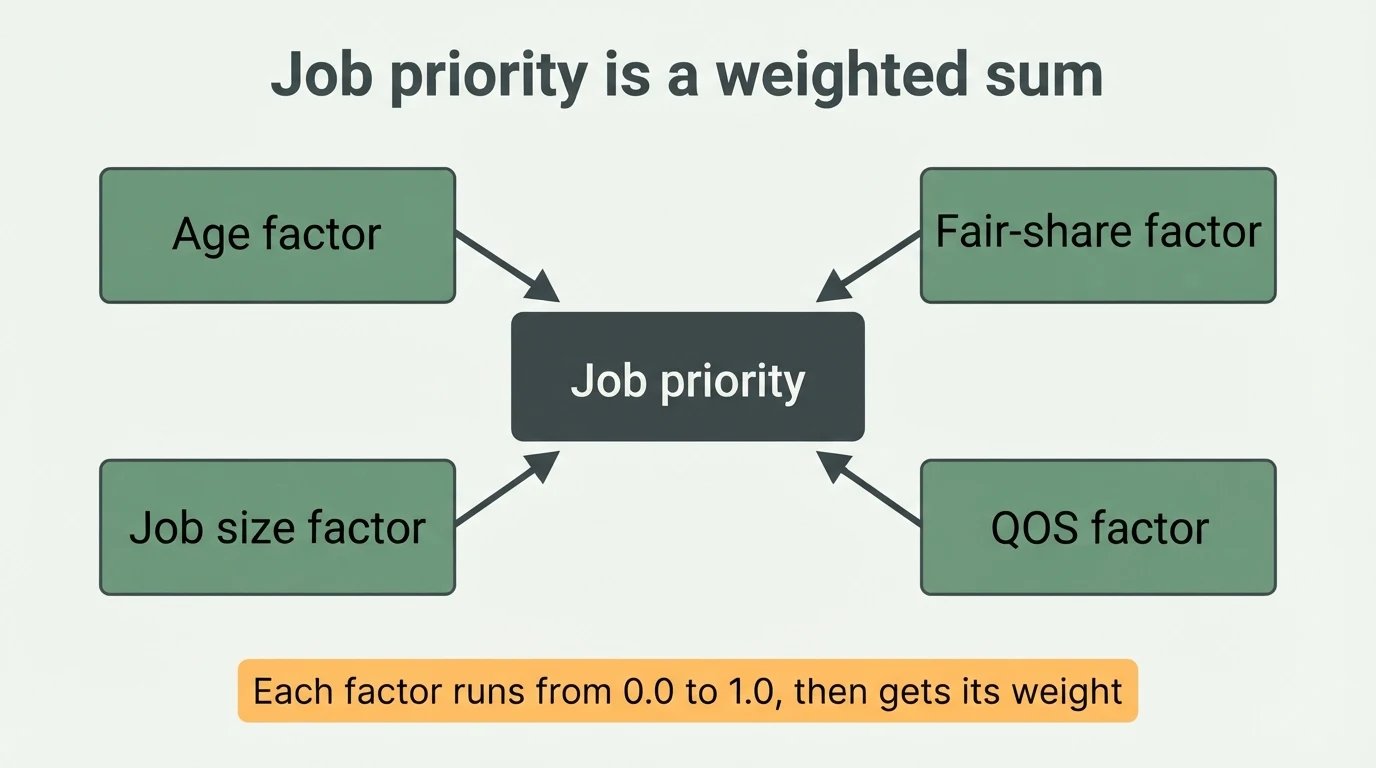 Job priority is a weighted sum
Age factor
Fair-share factor
Job priority
Job size factor
QOS factor
Each factor runs from 0.0 to 1.0, then gets its weight